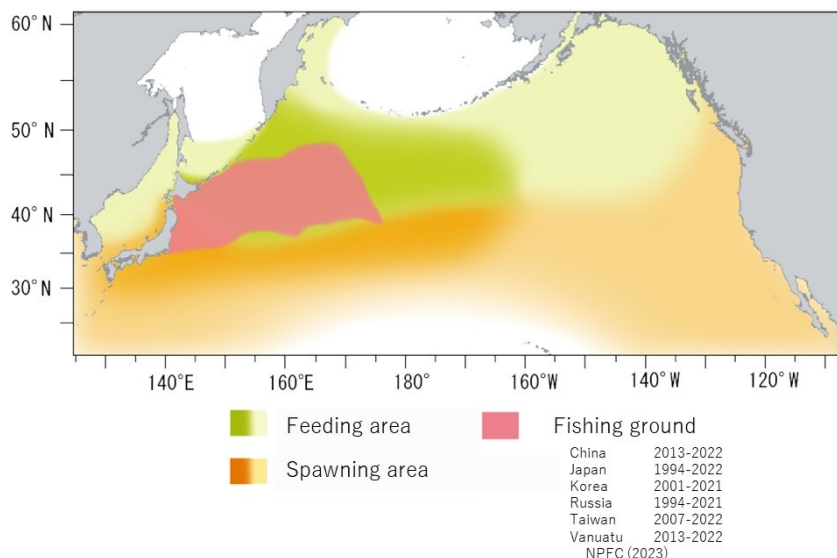 60°N
50°N
40°N
30°N
140°E 160°E 180° 160°W 140°W 120°W
Feeding area
Spawning area
Fishing ground
China 2013-2022
Japan 1994-2022
Korea 2001-2021
Russia 1994-2021
Taiwan 2007-2022
Vanuatu 2013-2022
NPFC (2023)